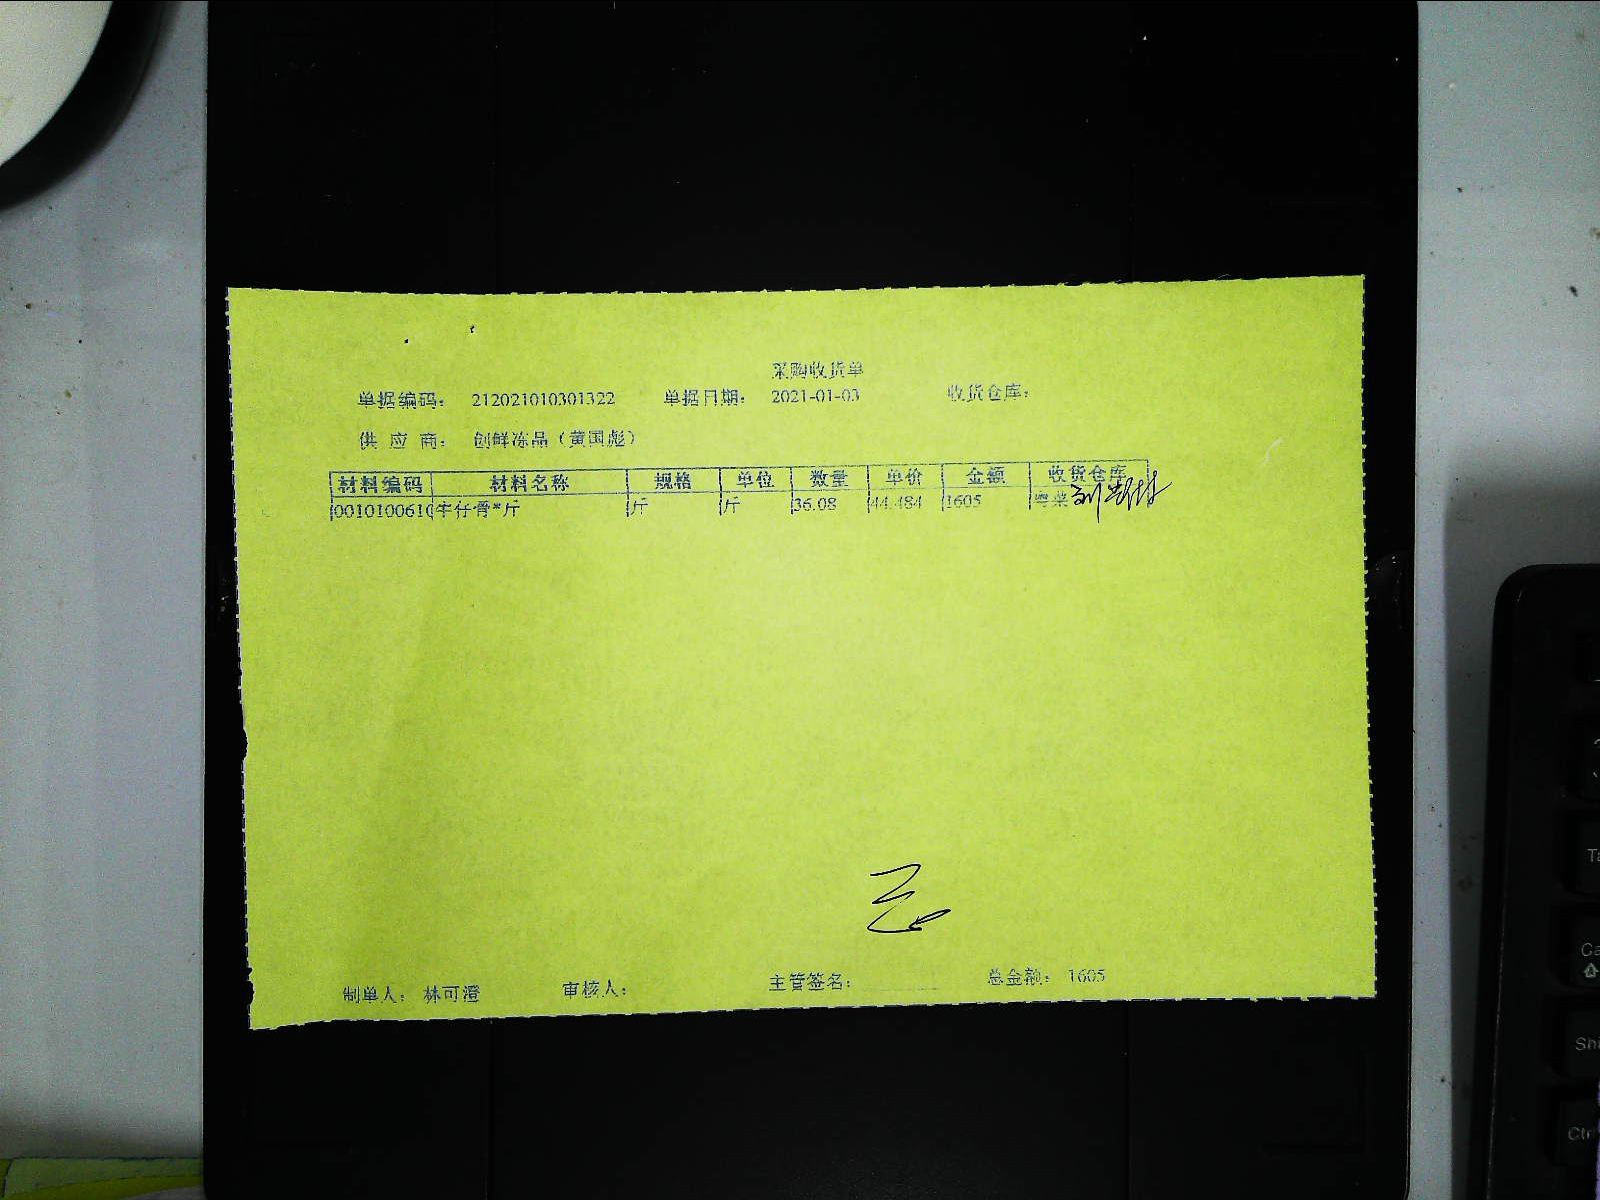 采购收货单
单据编码： 212021010301322 单据日期： 2021-01-03 收货仓库：
供 应 商： 创鲜冻品（黄国彪）
材料编码 材料名称 规格 单位 数量 单价 金额 收货仓库
0010100610 牛仔骨*斤 斤 斤 36.08 44.484 1605 粤菜
制单人： 林可澄 审核人： 主管签名： 总金额： 1605